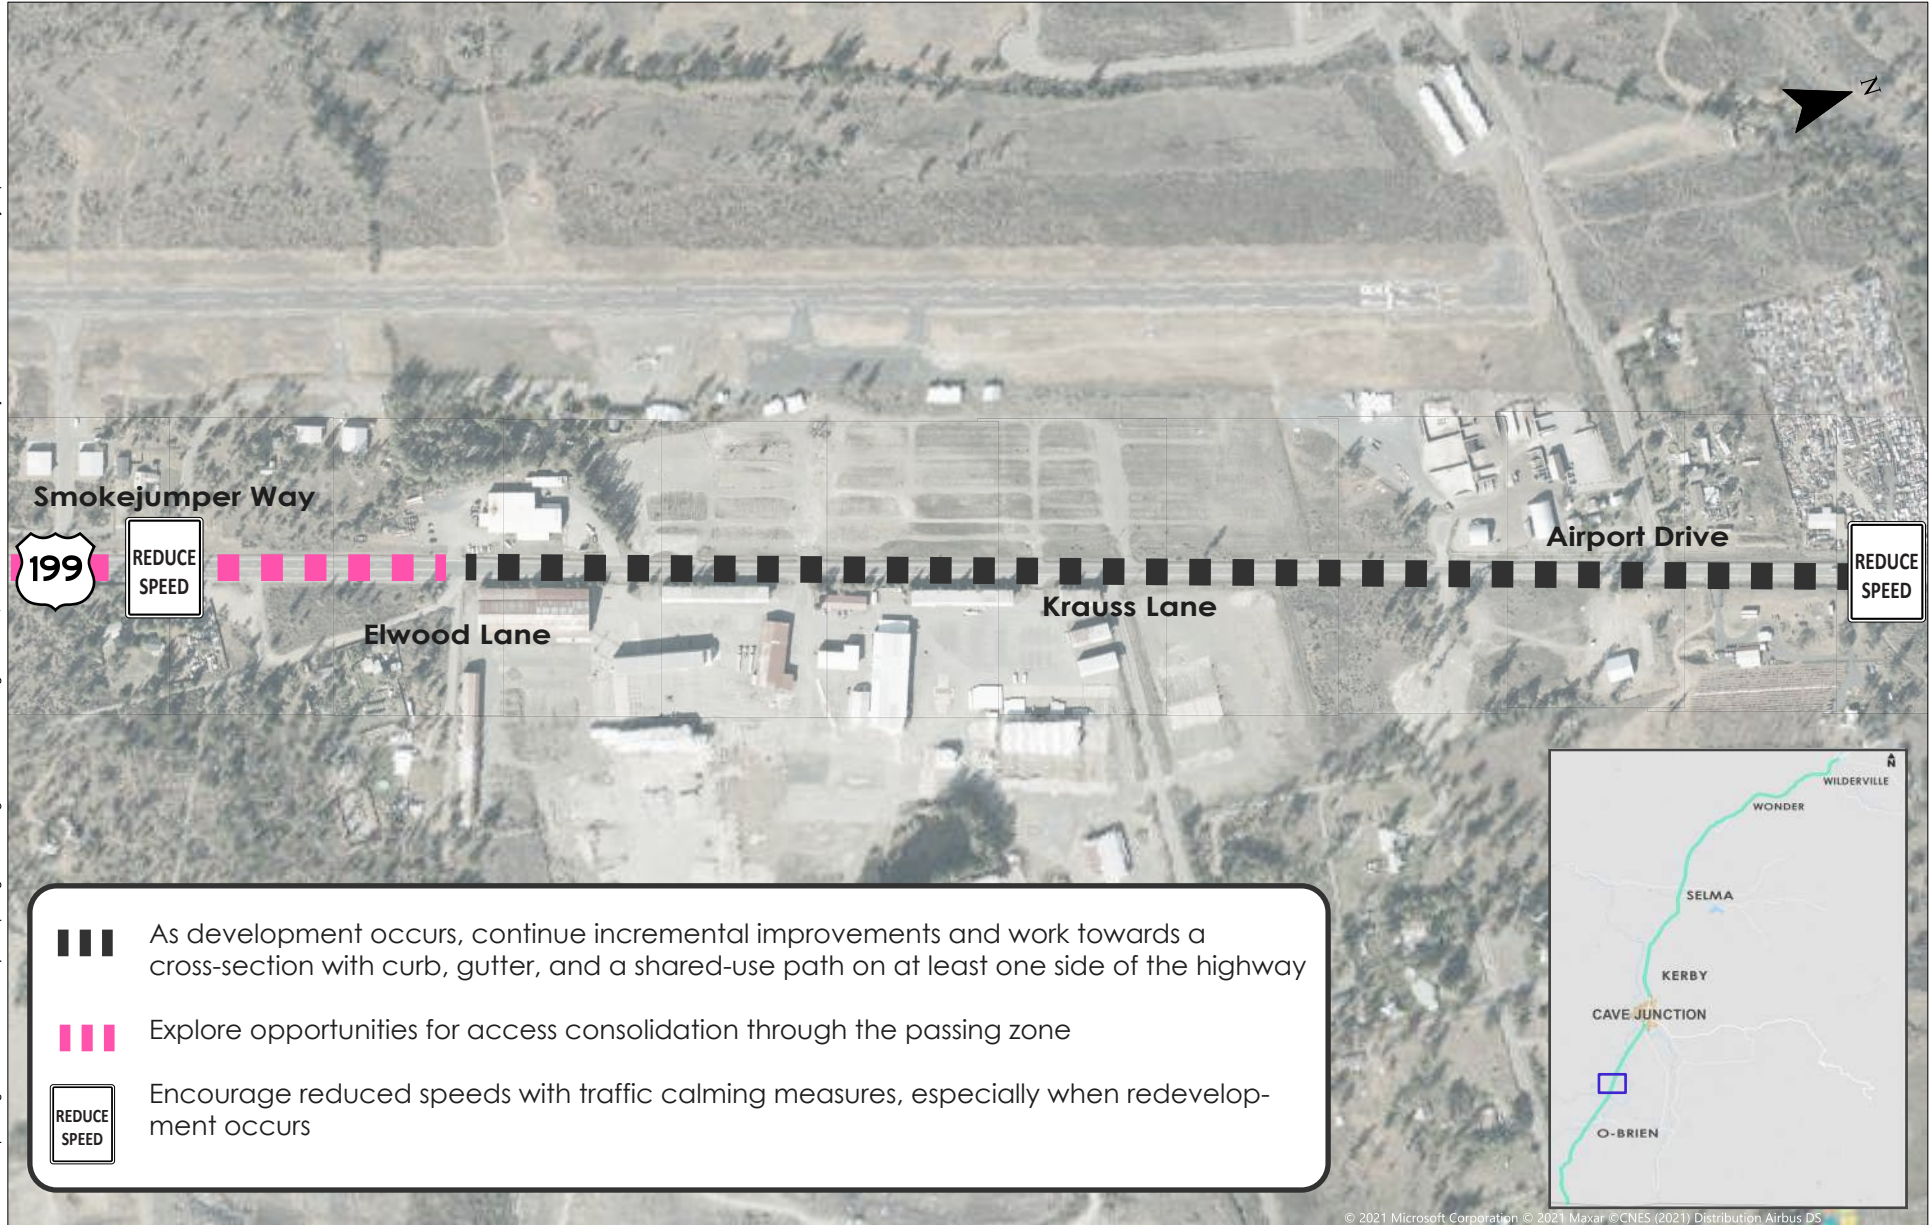 N
Smokejumper Way
199
REDUCE
SPEED
Elwood Lane
Krauss Lane
Airport Drive
REDUCE
SPEED
As development occurs, continue incremental improvements and work towards a
cross-section with curb, gutter, and a shared-use path on at least one side of the highway
Explore opportunities for access consolidation through the passing zone
REDUCE
SPEED
Encourage reduced speeds with traffic calming measures, especially when redevelop-
ment occurs
N
WILDERVILLE
WONDER
SELMA
KERBY
CAVE JUNCTION
O-BRIEN
© 2021 Microsoft Corporation © 2021 Maxar ©CNES (2021) Distribution Airbus DS